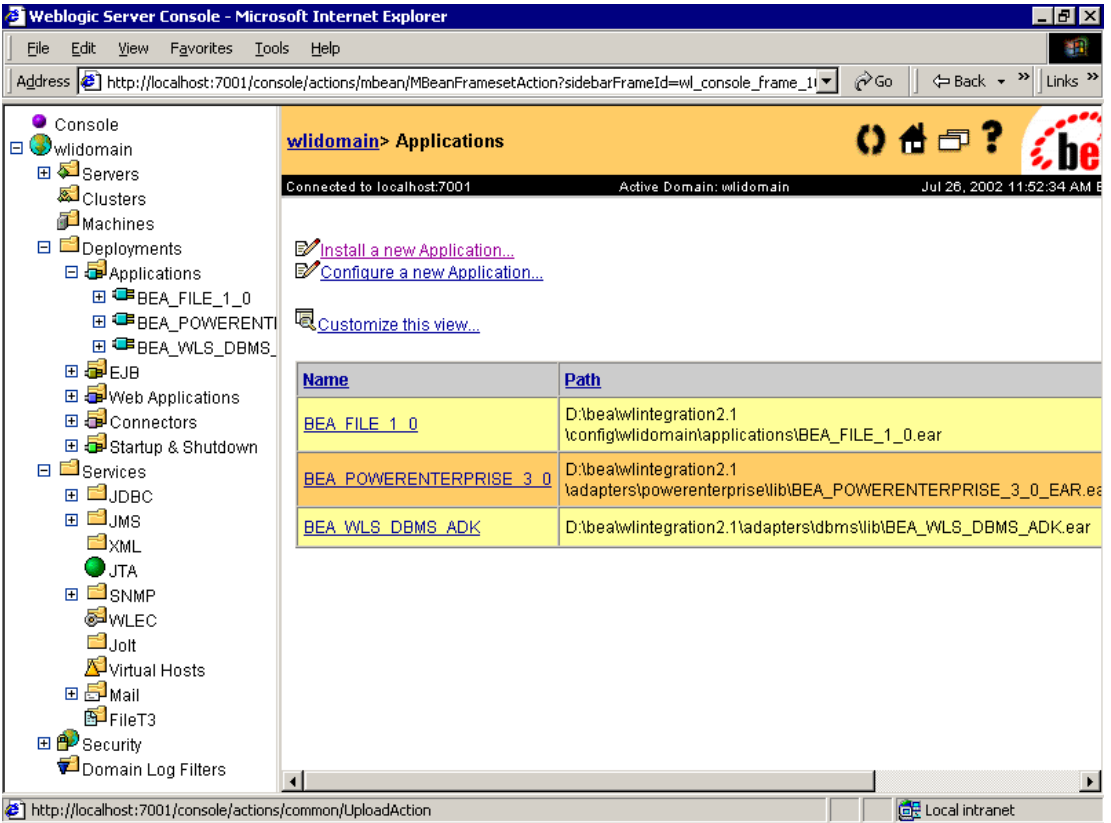 Weblogic Server Console - Microsoft Internet Explorer
File Edit View Favorites Tools Help
Address http://localhost:7001/console/actions/mbean/MBeanFramesetAction?sidebarFrameId=wl_console_frame_1 Go Back » Links »
Console
wlidomain
Servers
Clusters
Machines
Deployments
Applications
BEA_FILE_1_0
BEA_POWERENT
BEA_WLS_DBMS_
EJB
Web Applications
Connectors
Startup & Shutdown
Services
JDBC
JMS
XML
JTA
SNMP
WLEC
Jolt
Virtual Hosts
Mail
FileT3
Security
Domain Log Filters
wlidomain> Applications
?
be
Connected to localhost:7001 Active Domain: wlidomain Jul 26, 2002 11:52:34 AM E
Install a new Application...
Configure a new Application...
Customize this view...
Name Path
BEA_FILE_1_0 D:\bea\wlintegration2.1
\config\wlidomain\applications\BEA_FILE_1_0.ear
BEA_POWERENTERPRISE_3_0 D:\bea\wlintegration2.1
\adapters\powerenterprise\lib\BEA_POWERENTERPRISE_3_0_EAR.ea
BEA_WLS_DBMS_ADK D:\bea\wlintegration2.1\adapters\dbms\lib\BEA_WLS_DBMS_ADK.ear
http://localhost:7001/console/actions/common/UploadAction Local intranet